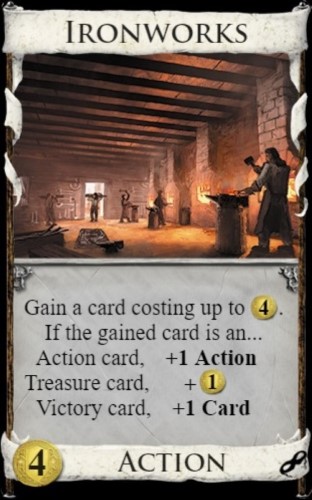 IRONWORKS
Gain a card costing up to 4.
If the gained card is an...
Action card, +1 Action
Treasure card, +1
Victory card, +1 Card
4 ACTION